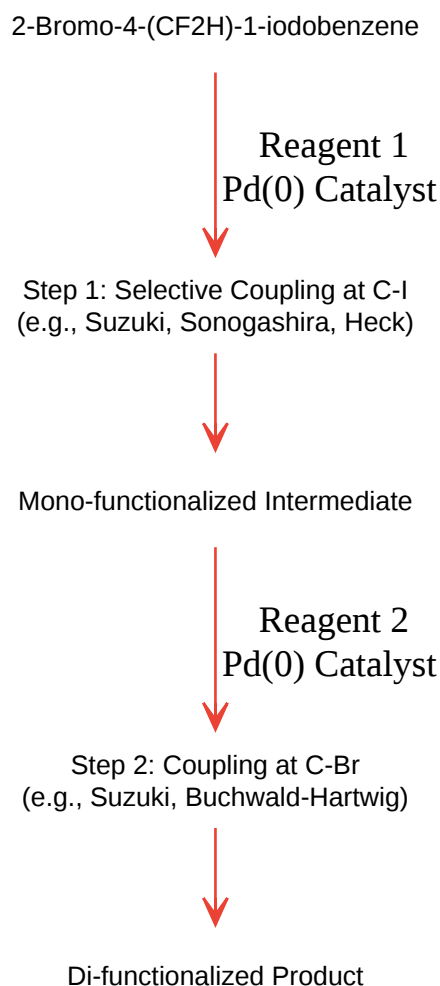 2-Bromo-4-(CF2H)-1-iodobenzene
Reagent 1
Pd(0) Catalyst
Step 1: Selective Coupling at C-I
(e.g., Suzuki, Sonogashira, Heck)
Mono-functionalized Intermediate
Reagent 2
Pd(0) Catalyst
Step 2: Coupling at C-Br
(e.g., Suzuki, Buchwald-Hartwig)
Di-functionalized Product